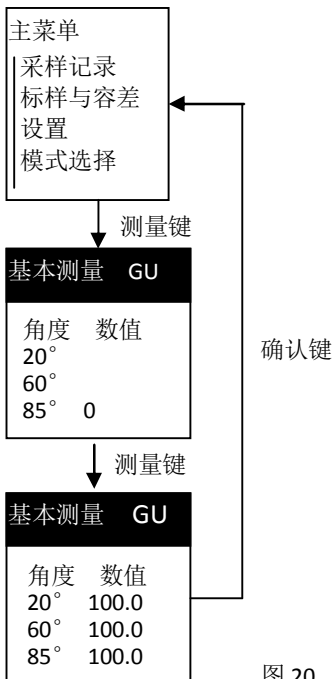 主菜单
采样记录
标样与容差
设置
模式选择
测量键
基本测量 GU
角度 数值
20°
60°
85° 0
确认键
测量键
基本测量 GU
角度 数值
20° 100.0
60° 100.0
85° 100.0
图 20